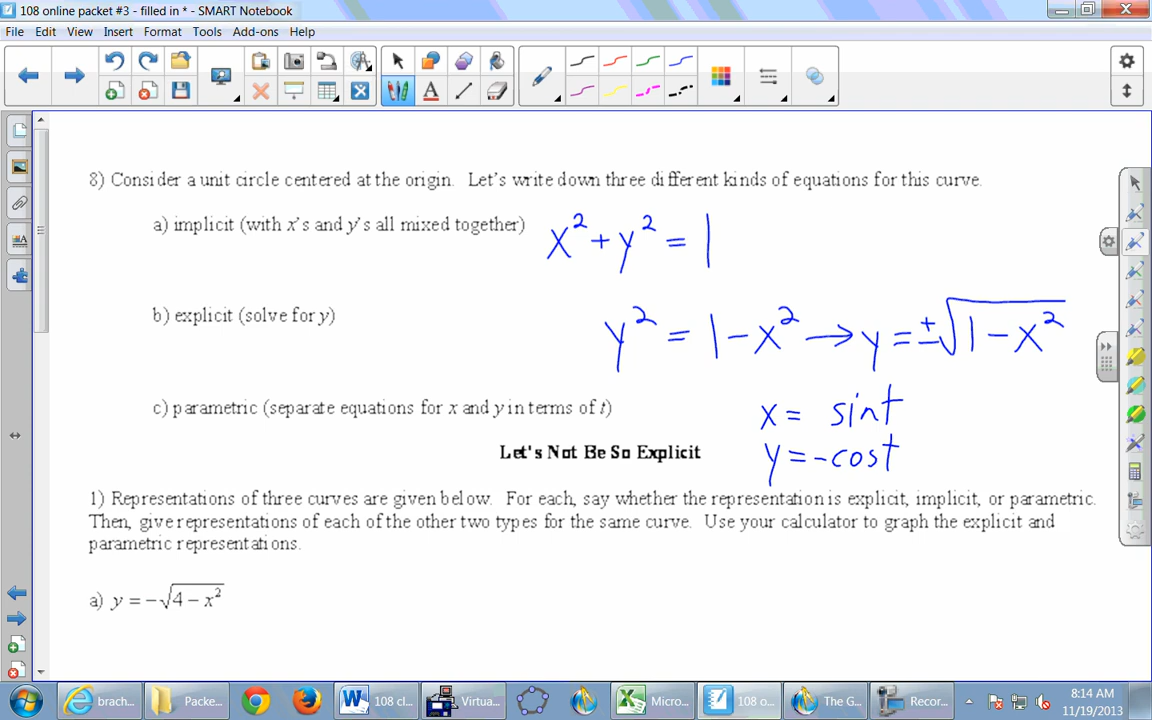 108 online packet #3 - filled in * - SMART Notebook
File Edit View Insert Format Tools Add-ons Help
8) Consider a unit circle centered at the origin. Let's write down three different kinds of equations for this curve.
a) implicit (with x's and y's all mixed together) x² + y² = 1
b) explicit (solve for y) y² = 1 - x² → y = ±√(1 - x²)
c) parametric (separate equations for x and y in terms of t) x = sin t
y = -cos t
Let's Not Be So Explicit
1) Representations of three curves are given below. For each, say whether the representation is explicit, implicit, or parametric.
Then, give representations of each of the other two types for the same curve. Use your calculator to graph the explicit and
parametric representations.
a) y = -√(4 - x²)
brach... Packe... 108 cl... Virtua... Micro... 108 o... The G... Recor... 8:14 AM
11/19/2013